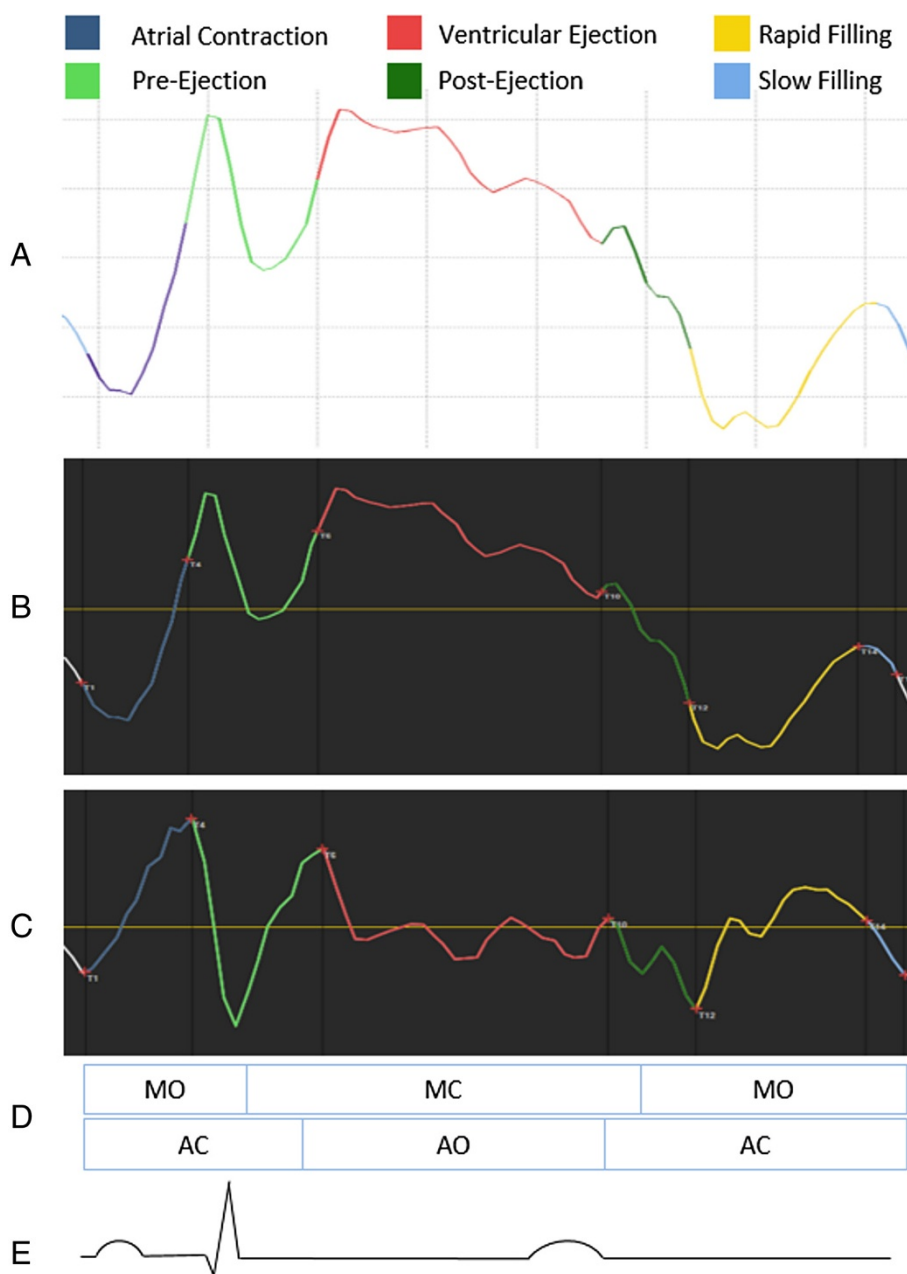 Atrial Contraction Ventricular Ejection Rapid Filling
Pre-Ejection Post-Ejection Slow Filling
A
B
T1
T4
T6
T10
T12
T14
C
T1
T4
T6
T10
T12
T14
D
MO MC MO
AC AO AC
E